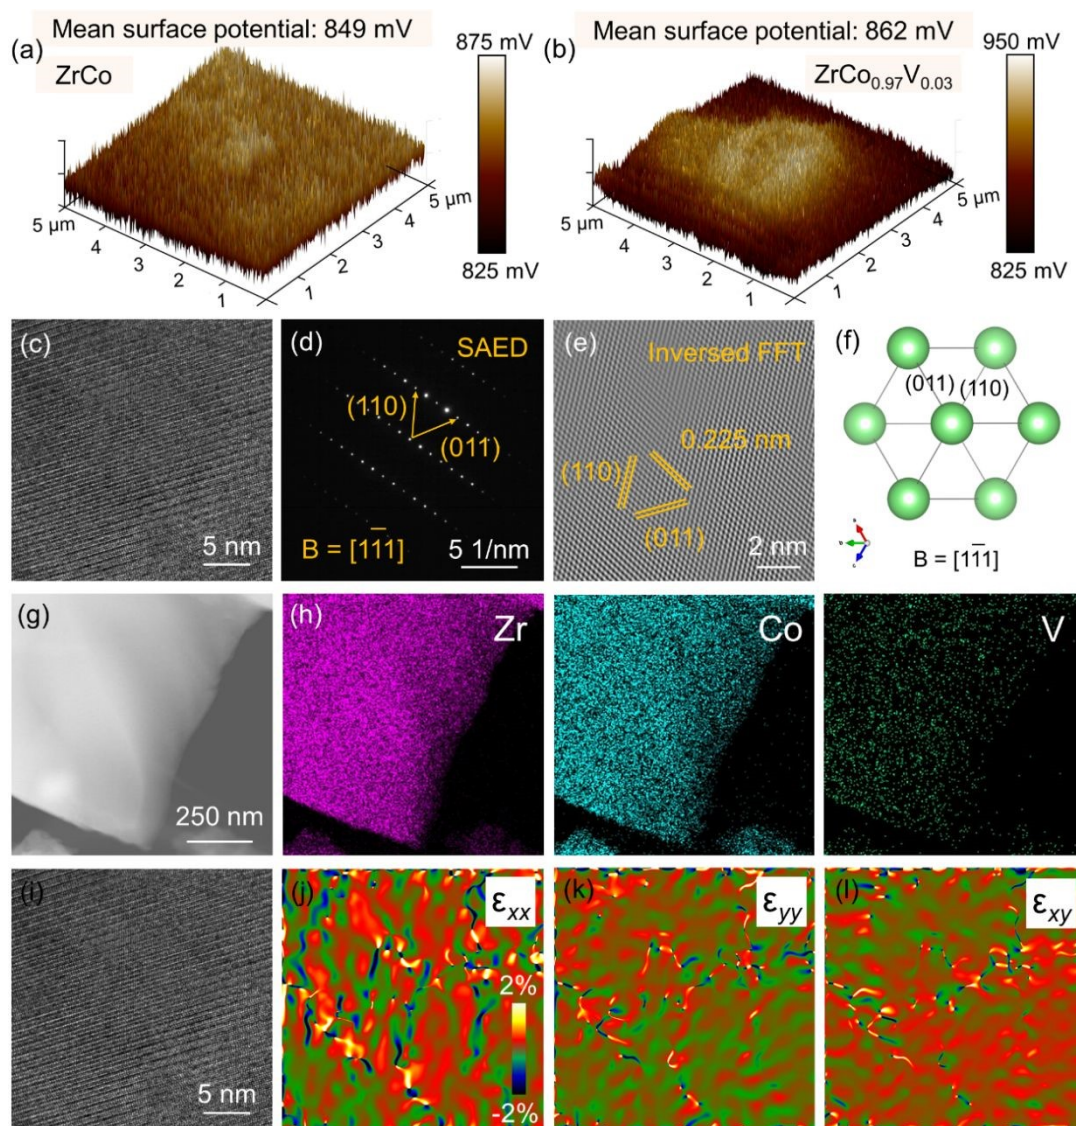 Mean surface potential: 849 mV
(a)
ZrCo
875 mV
825 mV
5 µm
4
3
2
1
1
2
3
4
5 µm
Mean surface potential: 862 mV
(b)
ZrCo₀.₉₇V₀.₀₃
950 mV
825 mV
5 µm
4
3
2
1
1
2
3
4
5 µm
(c)
5 nm
(d)
SAED
(110)
(011)
B = [11̅1̅]
5 1/nm
(e)
Inversed FFT
0.225 nm
(110)
(011)
2 nm
(f)
(011) (110)
B = [11̅1]
(g)
250 nm
(h)
Zr
Co
V
(i)
5 nm
(j)
εxx
2%
-2%
(k)
εyy
(l)
εxy